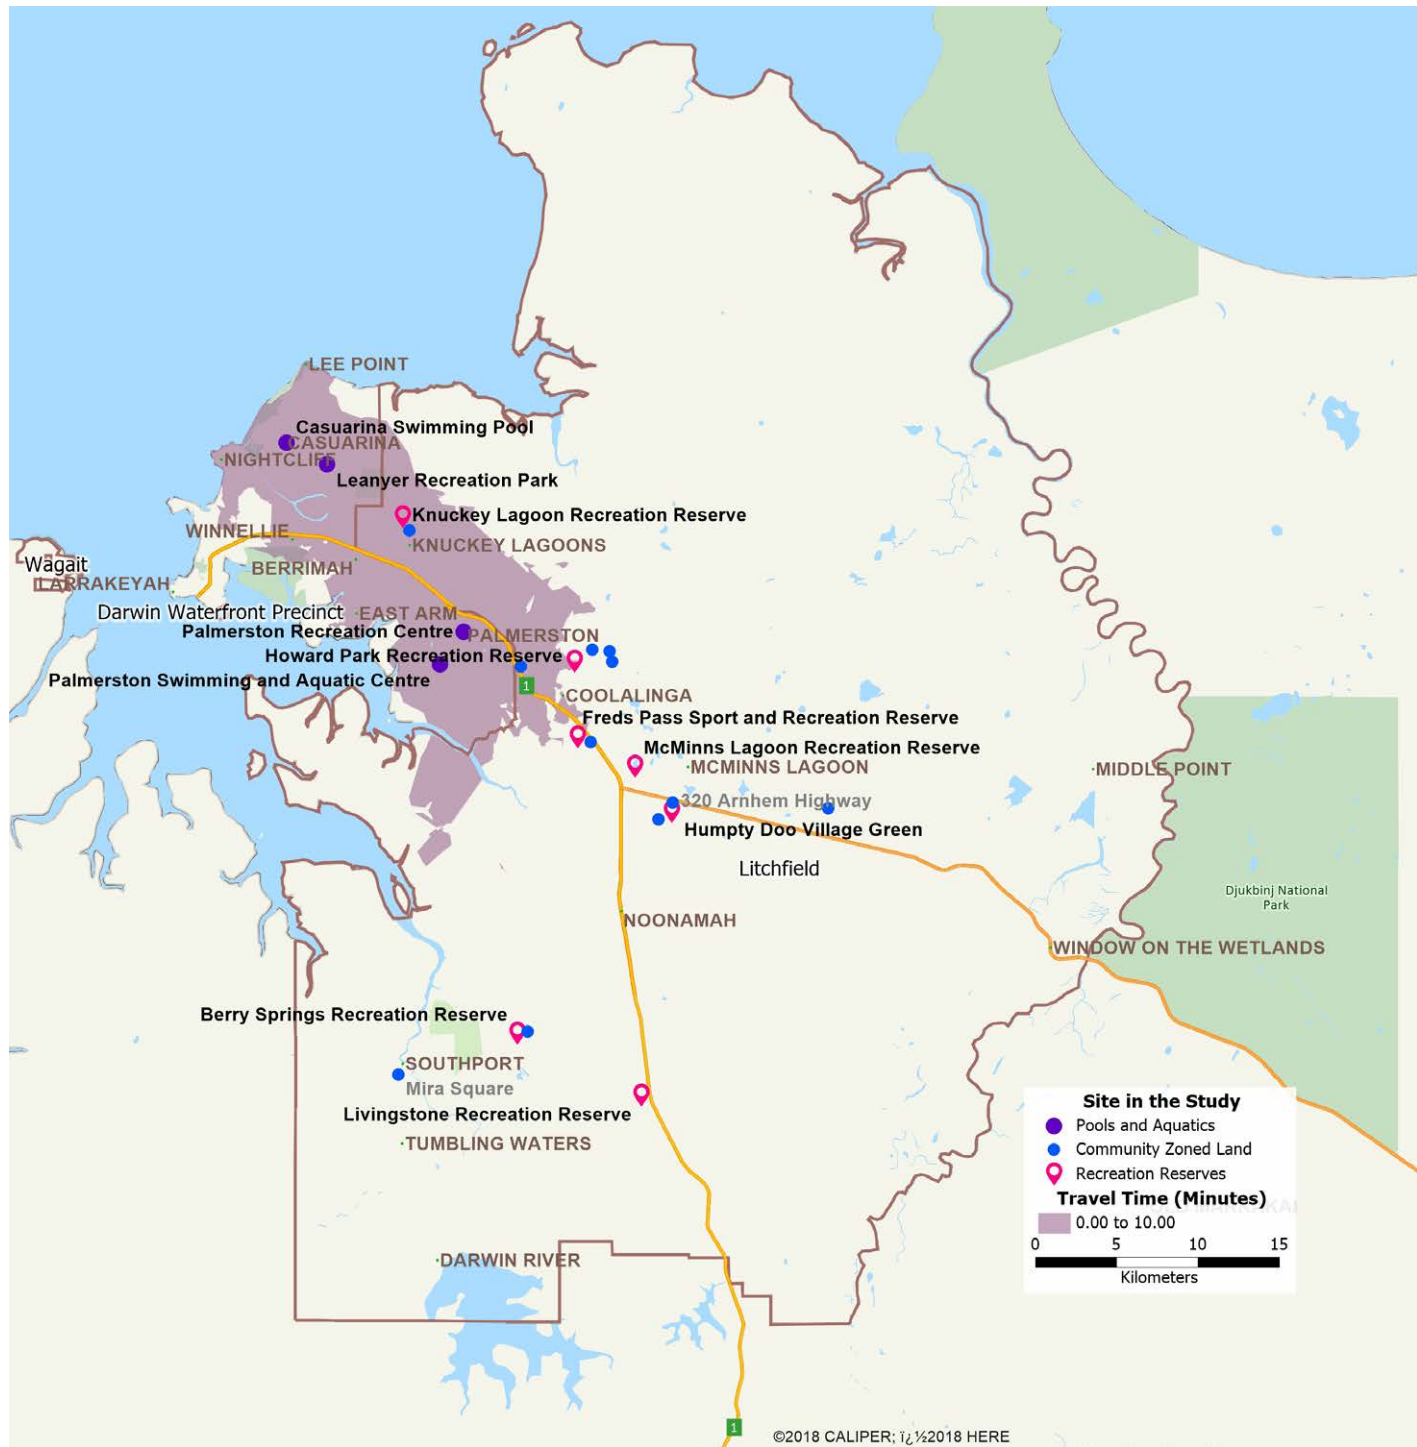 LEE POINT
Casuarina Swimming Pool
CASUARINA
NIGHTCLIFF
Leanyer Recreation Park
Knuckey Lagoon Recreation Reserve
WINNELLIE
KNUCKEY LAGOONS
Wagait
BERRIMAH
LARRAKEYAH
Darwin Waterfront Precinct
EAST ARM
Palmerston Recreation Centre
PALMERSTON
Howard Park Recreation Reserve
Palmerston Swimming and Aquatic Centre
1
COOLALINGA
Freds Pass Sport and Recreation Reserve
McMinns Lagoon Recreation Reserve
MCMINNS LAGOON
MIDDLE POINT
320 Arnhem Highway
Humpty Doo Village Green
Litchfield
Djukbinj National
Park
NOONAMAH
WINDOW ON THE WETLANDS
Berry Springs Recreation Reserve
SOUTHPORT
Mira Square
Livingstone Recreation Reserve
TUMBLING WATERS
DARWIN RIVER
Site in the Study
Pools and Aquatics
Community Zoned Land
Recreation Reserves
Travel Time (Minutes)
0.00 to 10.00
0 5 10 15
Kilometers
1
©2018 CALIPER; ï¿½2018 HERE